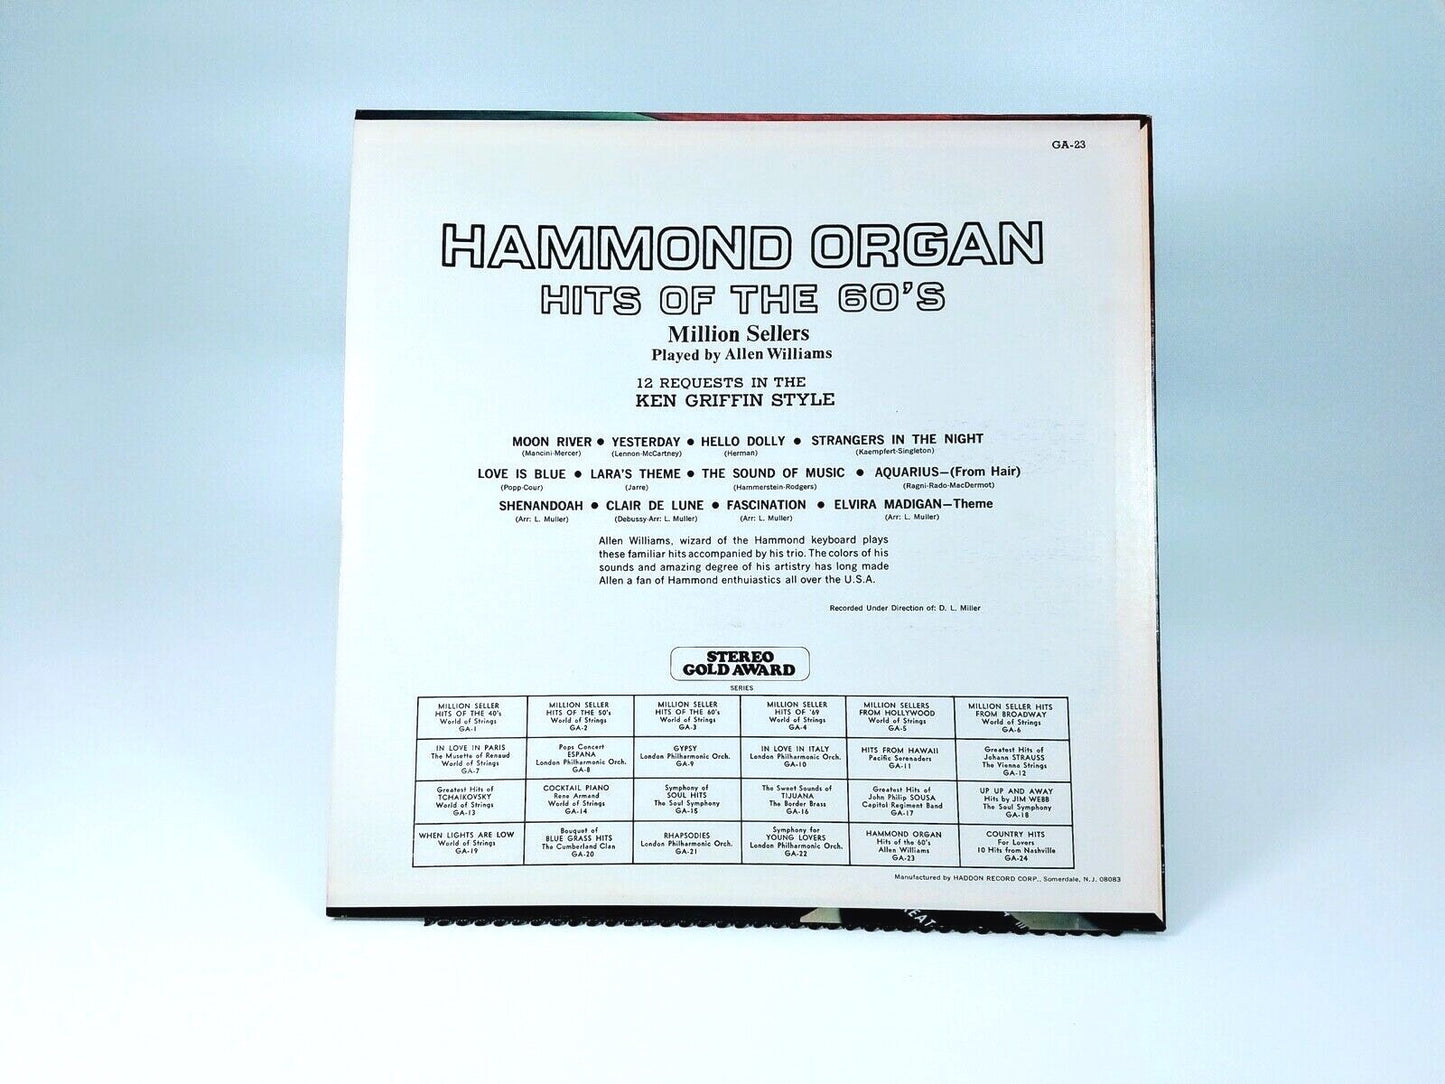 GA-23
HAMMOND ORGAN
HITS OF THE 60'S
Million Sellers
Played by Allen Williams
12 REQUESTS IN THE
KEN GRIFFIN STYLE
MOON RIVER ● YESTERDAY ● HELLO DOLLY ● STRANGERS IN THE NIGHT
(Mancini-Mercer) (Lennon-McCartney) (Herman) (Kaempfert-Singleton)
LOVE IS BLUE ● LARA'S THEME ● THE SOUND OF MUSIC ● AQUARIUS—(From Hair)
(Popp-Cour) (Jarre) (Hammerstein-Rodgers) (Ragni-Rado-MacDermot)
SHENANDOAH ● CLAIR DE LUNE ● FASCINATION ● ELVIRA MADIGAN—Theme
(Arr: L. Muller) (Debussy-Arr: L. Muller) (Arr: L. Muller) (Arr: L. Muller)
Allen Williams, wizard of the Hammond keyboard plays
these familiar hits accompanied by his trio. The colors of his
sounds and amazing degree of his artistry has long made
Allen a fan of Hammond enthuiastics all over the U.S.A.
Recorded Under Direction of: D. L. Miller
STEREO
GOLD AWARD
SERIES
MILLION SELLER
HITS OF THE 40's
World of Strings
GA-1
MILLION SELLER
HITS OF THE 50's
World of Strings
GA-2
MILLION SELLER
HITS OF THE 60's
World of Strings
GA-3
MILLION SELLER
HITS OF '69
World of Strings
GA-4
MILLION SELLERS
FROM HOLLYWOOD
World of Strings
GA-5
MILLION SELLER HITS
FROM BROADWAY
World of Strings
GA-6
IN LOVE IN PARIS
The Musette of Renaud
World of Strings
GA-7
Pops Concert
ESPANA
London Philharmonic Orch.
GA-8
GYPSY
London Philharmonic Orch.
GA-9
IN LOVE IN ITALY
London Philharmonic Orch.
GA-10
HITS FROM HAWAII
Pacific Serenaders
GA-11
Greatest Hits of
Johann STRAUSS
The Vienna Strings
GA-12
Greatest Hits of
TCHAIKOVSKY
World of Strings
GA-13
COCKTAIL PIANO
Rene Armand
World of Strings
GA-14
Symphony of
SOUL HITS
The Soul Symphony
GA-15
The Sweet Sounds of
TIJUANA
The Border Brass
GA-16
Greatest Hits of
John Philip SOUSA
Capitol Regiment Band
GA-17
UP UP AND AWAY
Hits by JIM WEBB
The Soul Symphony
GA-18
WHEN LIGHTS ARE LOW
World of Strings
GA-19
Bouquet of
BLUE GRASS HITS
The Cumberland Clan
GA-20
RHAPSODIES
London Philharmonic Orch.
GA-21
Symphony for
YOUNG LOVERS
London Philharmonic Orch.
GA-22
HAMMOND ORGAN
Hits of the 60's
Allen Williams
GA-23
COUNTRY HITS
For Lovers
10 Hits from Nashville
GA-24
Manufactured by HADDON RECORD CORP., Somerdale, N.J. 08083